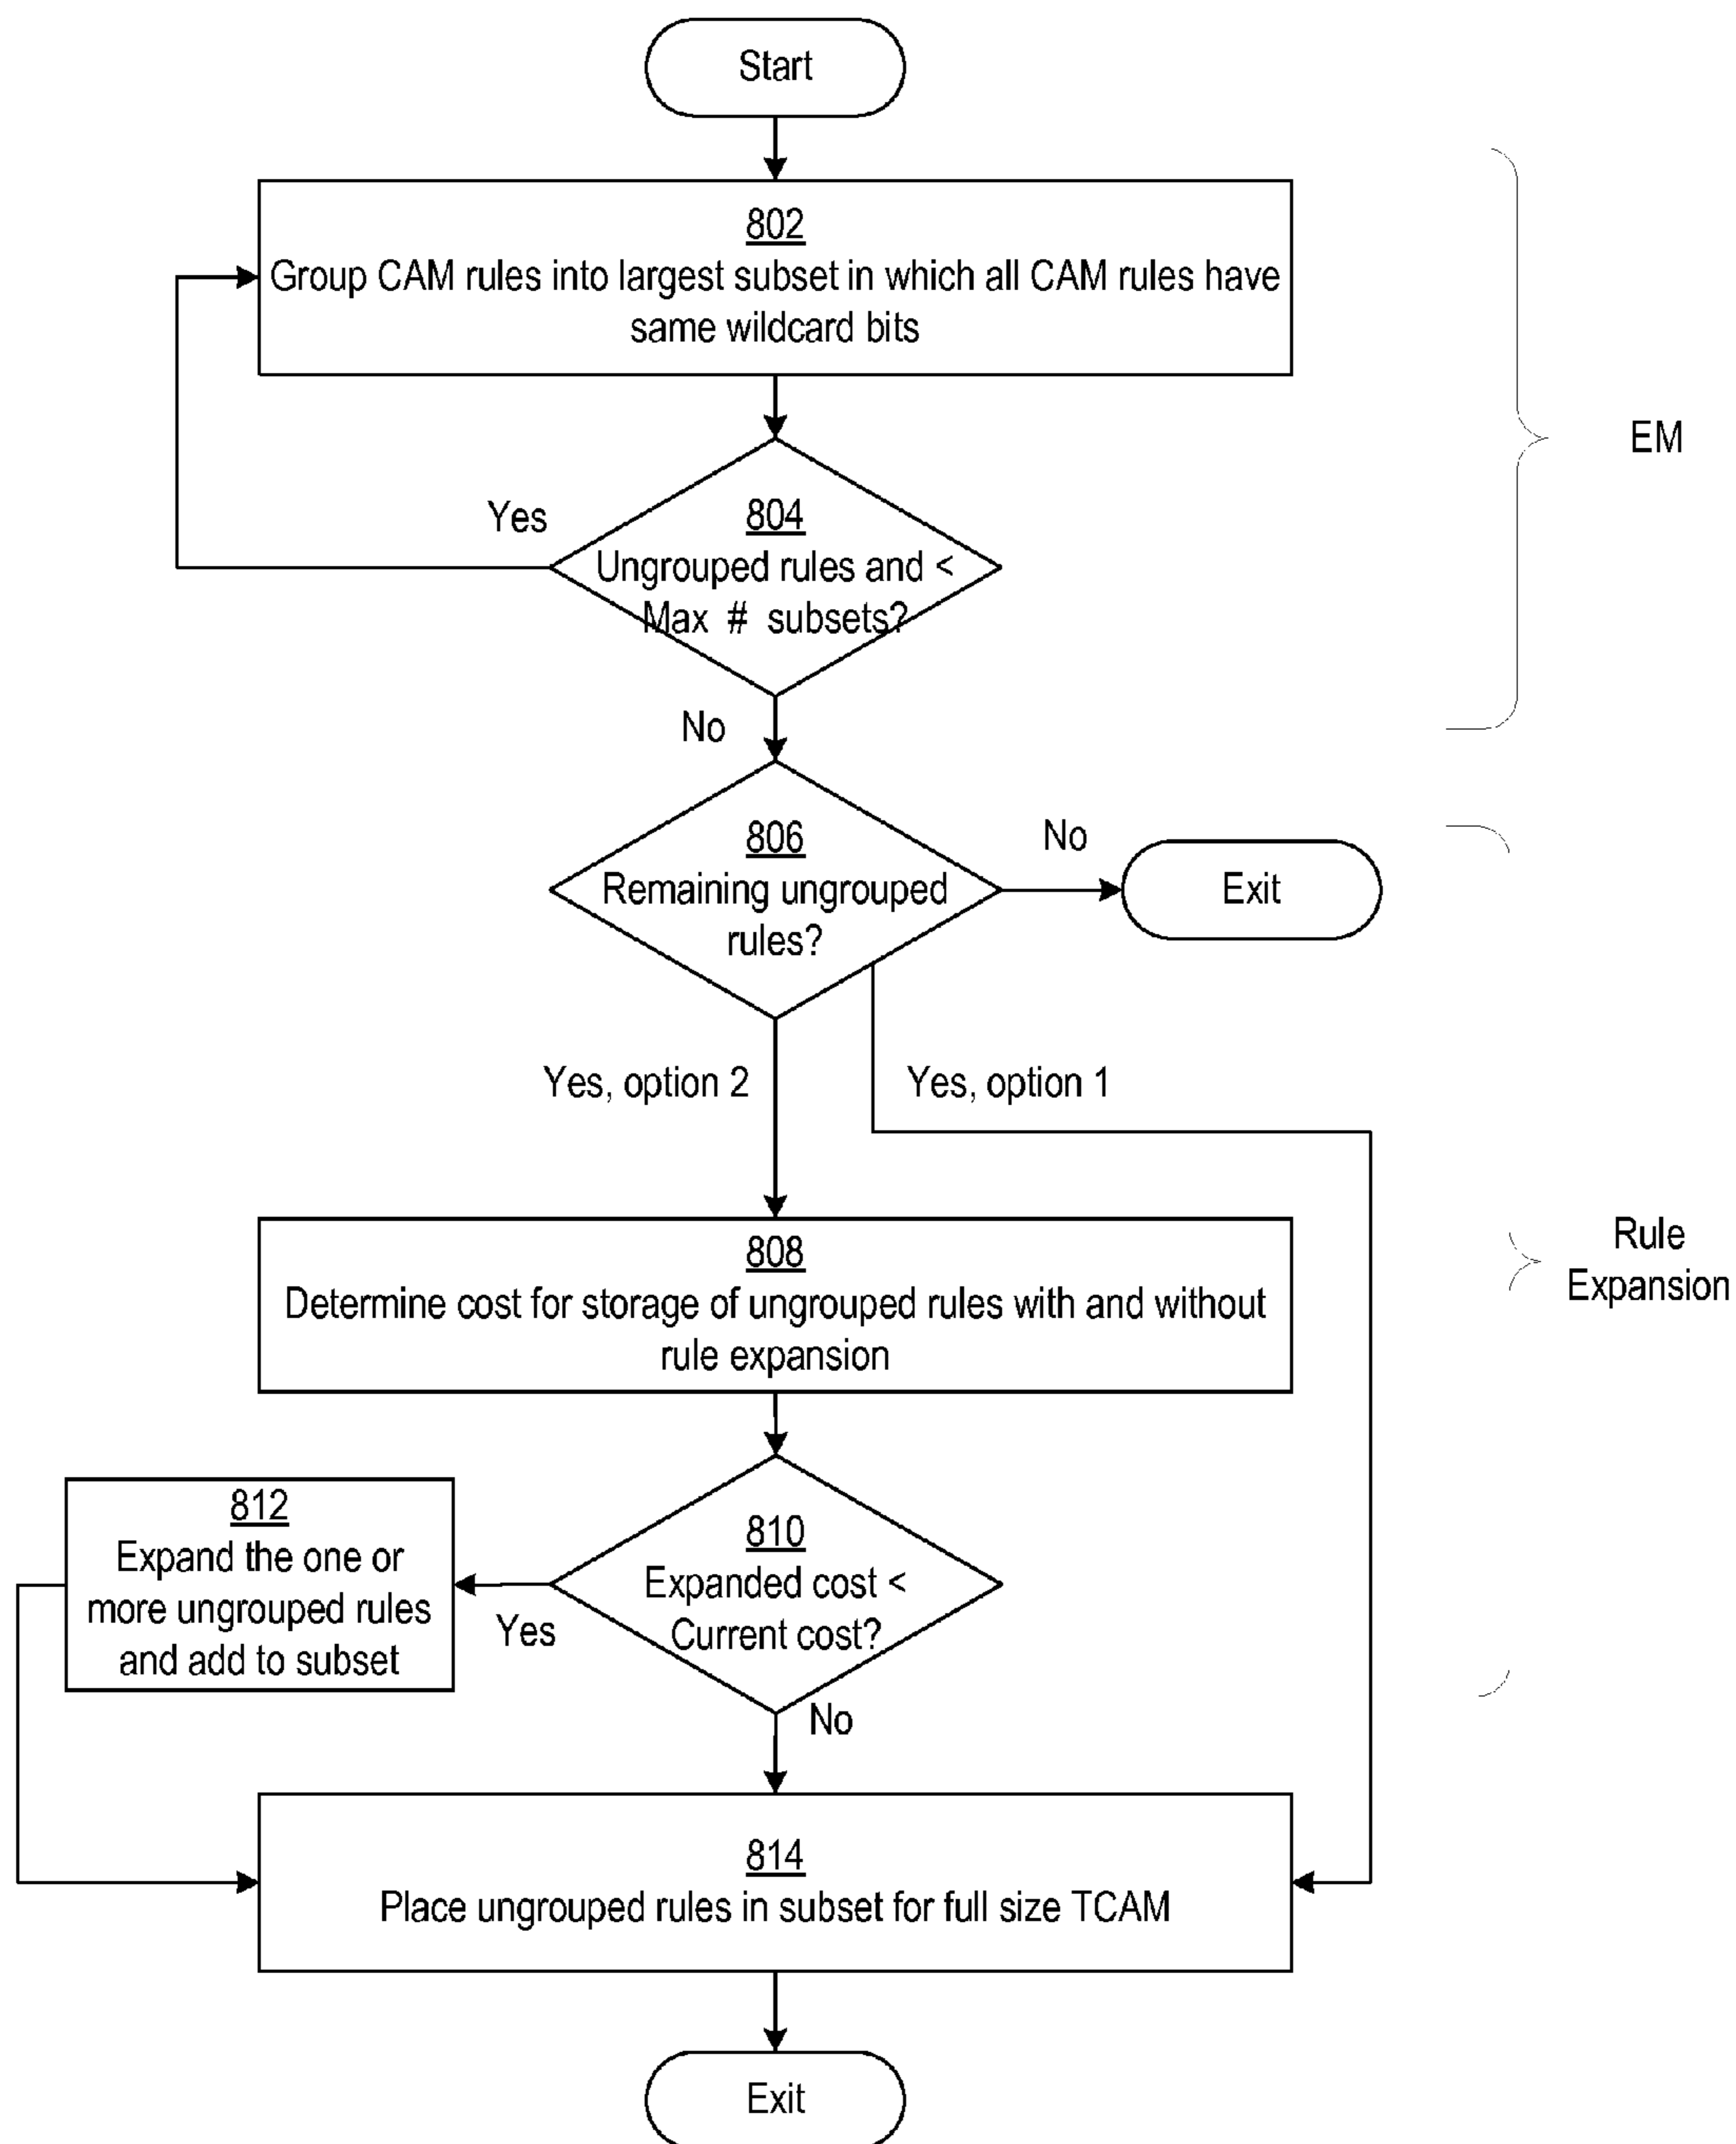 Start
802
Group CAM rules into largest subset in which all CAM rules have
same wildcard bits
EM
Yes
804
Ungrouped rules and <
Max # subsets?
No
806
Remaining ungrouped
rules?
No
Exit
Yes, option 2
Yes, option 1
808
Determine cost for storage of ungrouped rules with and without
rule expansion
Rule
Expansion
812
Expand the one or
more ungrouped rules
and add to subset
810
Expanded cost <
Current cost?
Yes
No
814
Place ungrouped rules in subset for full size TCAM
Exit